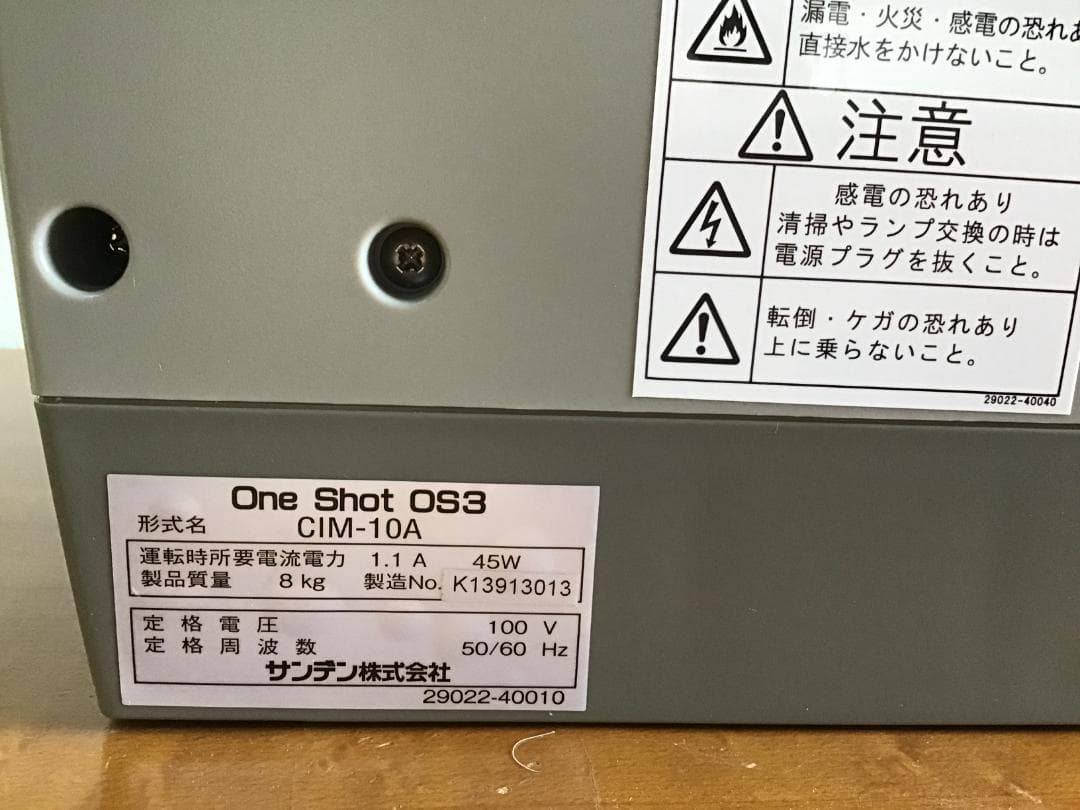 漏電・火災・感電の恐れあ
直接水をかけないこと。
注意
感電の恐れあり
清掃やランプ交換の時は
電源プラグを抜くこと。
転倒・ケガの恐れあり
上に乗らないこと。
29022-40040
One Shot OS3
形式名 CIM-10A
運転時所要電流電力 1.1 A 45W
製品質量 8 kg 製造No. K13913013
定格電圧 100 V
定格周波数 50/60 Hz
サンデン株式会社
29022-40010